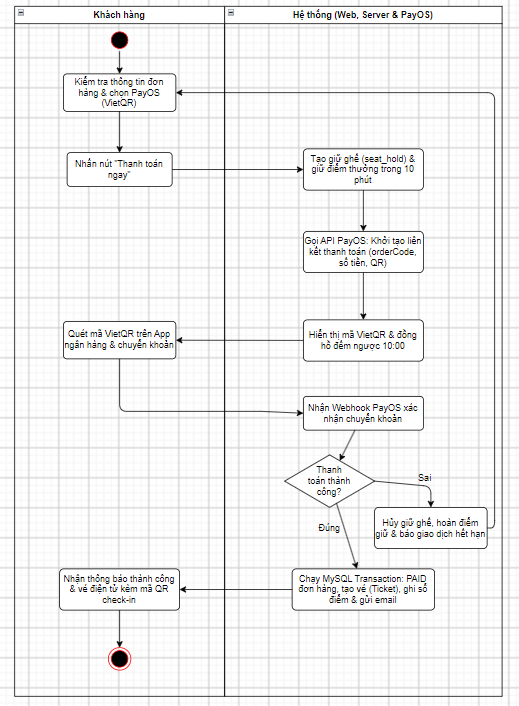 Khách hàng
Hệ thống (Web, Server & PayOS)
Kiểm tra thông tin đơn
hàng & chọn PayOS
(VietQR)
Nhấn nút "Thanh toán
ngay"
Tạo giữ ghế (seat_hold) &
giữ điểm thưởng trong 10
phút
Gọi API PayOS: Khởi tạo liên
kết thanh toán (orderCode,
số tiền, QR)
Quét mã VietQR trên App
ngân hàng & chuyển khoản
Hiển thị mã VietQR & đồng
hồ đếm ngược 10:00
Nhận Webhook PayOS xác
nhận chuyển khoản
Thanh
toán thành
công?
Sai
Hủy giữ ghế, hoàn điểm
giữ & báo giao dịch hết hạn
Đúng
Nhận thông báo thành công
& vé điện tử kèm mã QR
check-in
Chạy MySQL Transaction: PAID
đơn hàng, tạo vé (Ticket), ghi sổ
điểm & gửi email